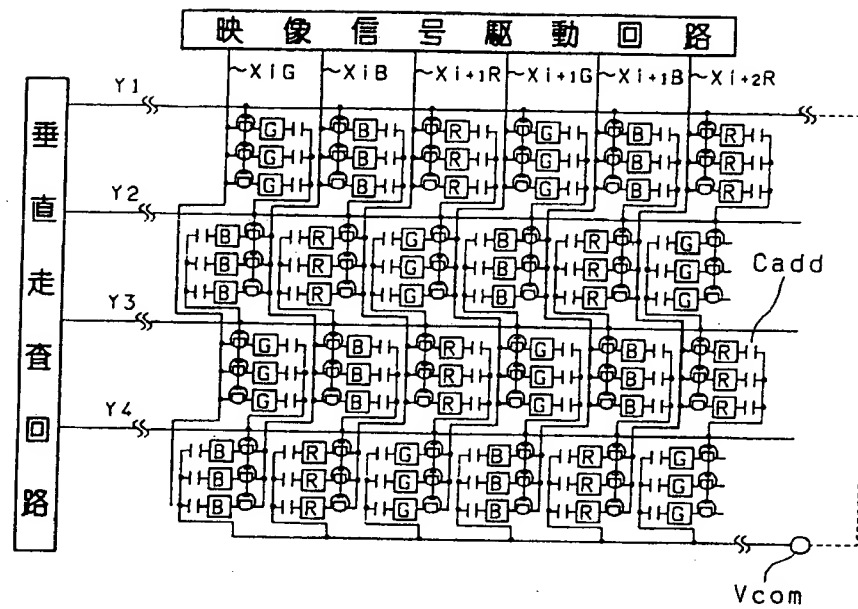 映像信号駆動回路
XiG XiB Xi+1R Xi+1G Xi+1B Xi+2R
垂直走査回路
Y1
G B R G B R
G B R G B R
G B R G B R
Y2
B R G B R G
B R G B R G
B R G B R G
Cadd
Y3
G B R G B R
G B R G B R
G B R G B R
Y4
B R G B R G
B R G B R G
B R G B R G
Vcom